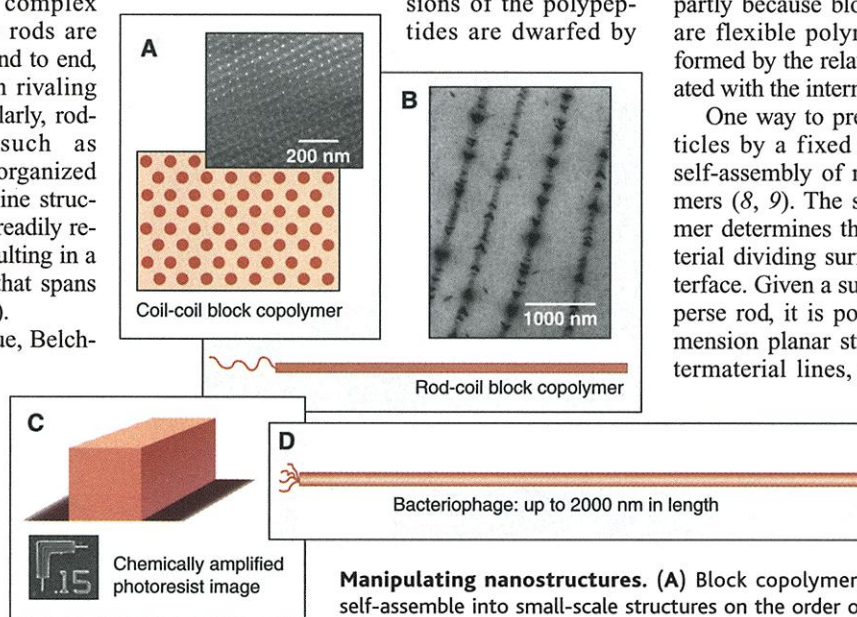 complex
rods are
nd to end,
n rivaling
larly, rod-
such as
organized
ine struc-
readily re-
ulting in a
that spans
).
ue, Belch-
sions of the polypep-
tides are dwarfed by
partly because blo
are flexible polyn
formed by the rela
ated with the intern
One way to pre
ticles by a fixed
self-assembly of n
mers (8, 9). The s
mer determines th
terial dividing surf
terface. Given a su
perse rod, it is po
mension planar st
termaterial lines,
A
200 nm
Coil-coil block copolymer
B
1000 nm
Rod-coil block copolymer
C
.15
Chemically amplified
photoresist image
D
Bacteriophage: up to 2000 nm in length
Manipulating nanostructures. (A) Block copolymer
self-assemble into small-scale structures on the order o